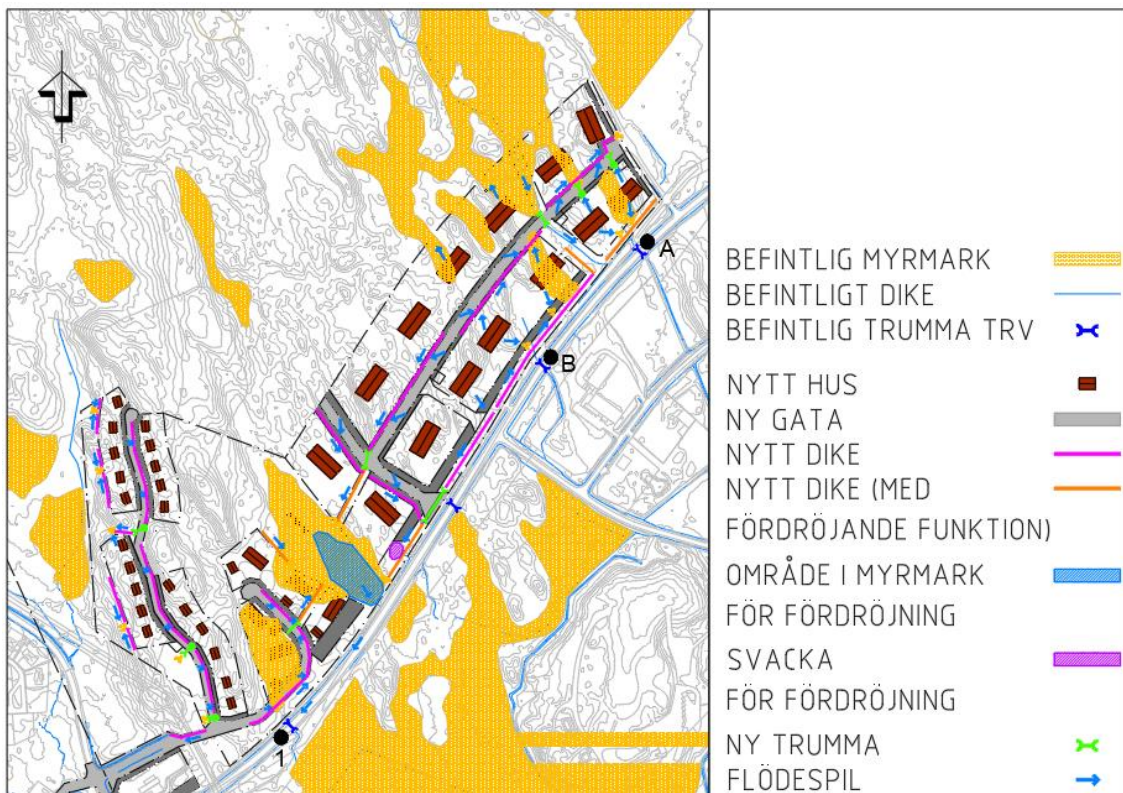 A
B
1
BEFINTLIG MYRMARK
BEFINTLIGT DIKE
BEFINTLIG TRUMMA TRV
NYTT HUS
NY GATA
NYTT DIKE
NYTT DIKE (MED
FÖRDRÖJANDE FUNKTION)
OMRÅDE I MYRMARK
FÖR FÖRDRÖJNING
SVACKA
FÖR FÖRDRÖJNING
NY TRUMMA
FLÖDESPIL